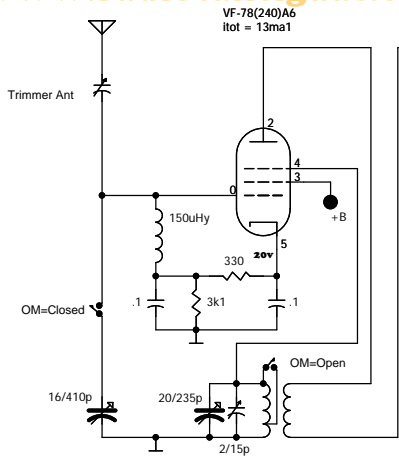 VF-78(240)A6
itot = 13ma1
Trimmer Ant
2
4
3
0
+B
150uHy
5
20v
330
.1
3k1
.1
OM=Closed
OM=Open
16/410p
20/235p
2/15p